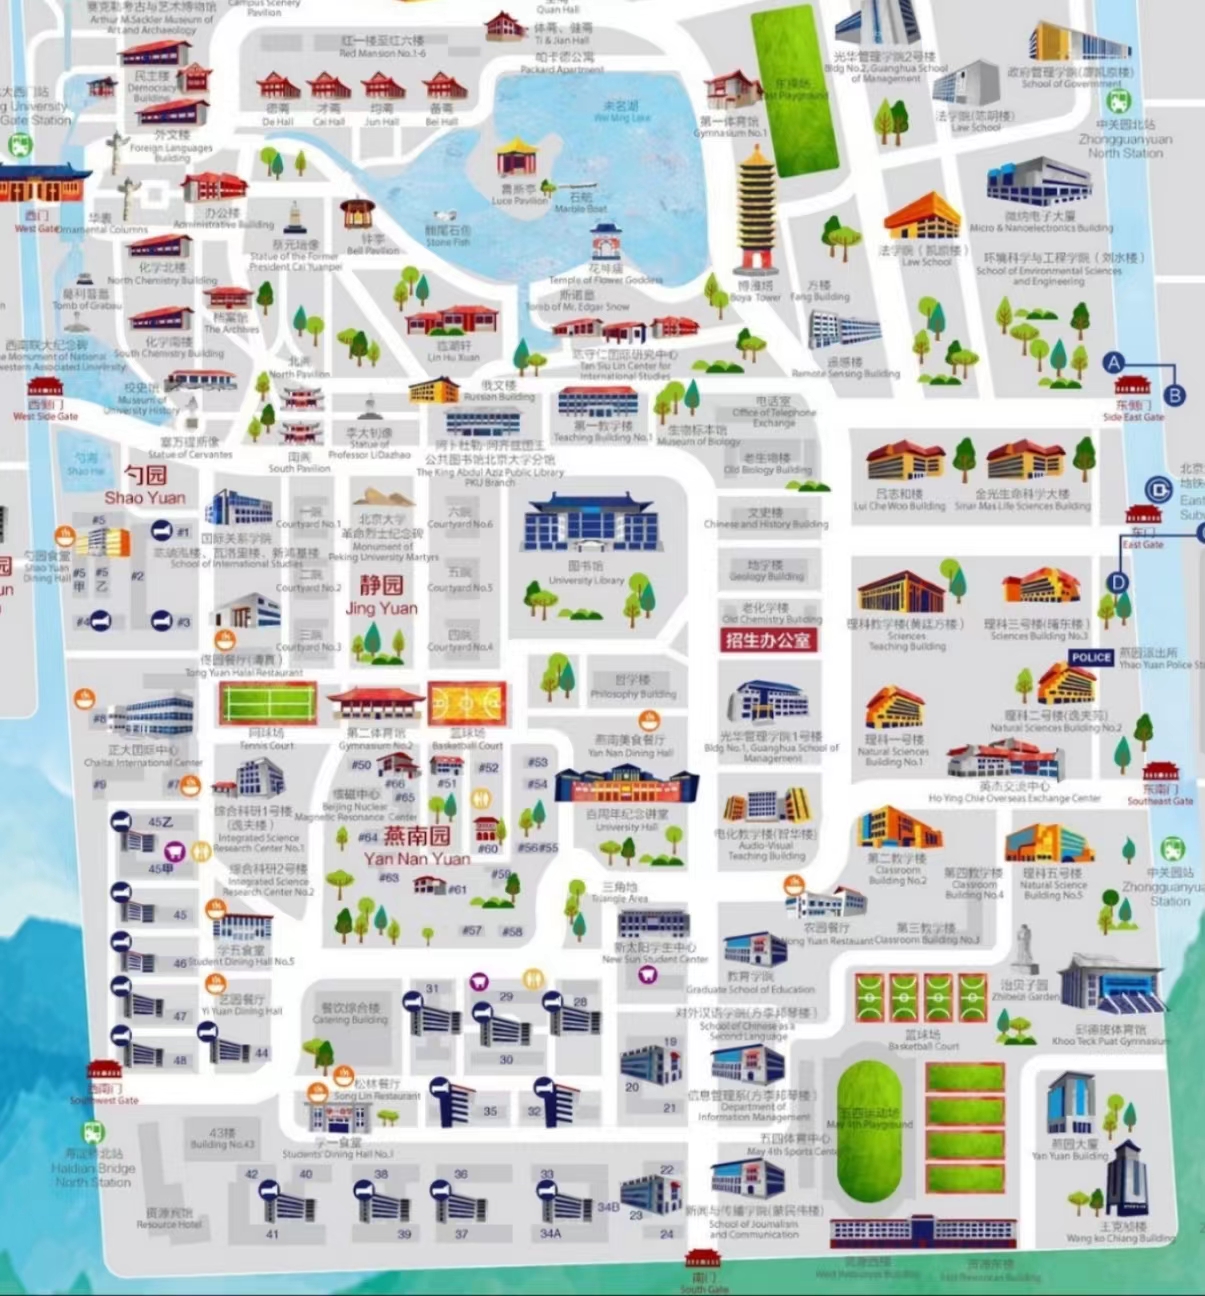 赛克勒考古与艺术博物馆
Arthur M.Sackler Museum of
Art and Archaeology
Campus Scenery
Pavilion
Quan Hall
体斋、健斋
Ti & Jian Hall
帕卡德公寓
Packard Apartment
红一楼至红六楼
Red Mansion No.1-6
德斋
De Hall
才斋
Cai Hall
均斋
Jun Hall
备斋
Bei Hall
民主楼
Democracy
Building
外文楼
Foreign Languages
Building
未名湖
Wei Ming Lake
第一体育馆
Gymnasium No.1
东操场
East Playground
光华管理学院2号楼
Bldg No.2, Guanghua School
of Management
政府管理学院(廖凯原楼)
School of Government
法学院(陈明楼)
Law School
中关园北站
Zhongguanyuan
North Station
西门
West Gate
华表
Ornamental Columns
办公楼
Administrative Building
蔡元培像
Statue of the Former
President Cai Yuanpei
钟亭
Bell Pavilion
翻尾石鱼
Stone Fish
鲁斯亭
Luce Pavilion
石舫
Marble Boat
花神庙
Temple of Flower Goddess
斯诺墓
Tomb of Mr. Edgar Snow
博雅塔
Boya Tower
方楼
Fang Building
法学院（凯原楼）
Law School
微纳电子大厦
Micro & Nanoelectronics Building
环境科学与工程学院（刘水楼）
School of Environmental Sciences
and Engineering
化学北楼
North Chemistry Building
葛利普墓
Tomb of Grabau
档案馆
The Archives
化学南楼
South Chemistry Building
临湖轩
Lin Hu Xuan
陈守仁国际研究中心
Tan Siu Lin Center for
International Studies
遥感楼
Remote Sensing Building
西侧门
West Side Gate
校史馆
Museum of
University History
塞万提斯像
Statue of Cervantes
北阁
North Pavilion
南阁
South Pavilion
李大钊像
Statue of
Professor LiDazhao
俄文楼
Russian Building
阿卜杜勒·阿齐兹国王
公共图书馆北京大学分馆
The King Abdul Aziz Public Library
PKU Branch
第一教学楼
Teaching Building No.1
生物标本馆
Museum of Biology
电话室
Office of Telephone
Exchange
老生物楼
Old Biology Building
A
B
东侧门
Side East Gate
勺海
Shao Hai
勺园
Shao Yuan
吕志和楼
Lui Che Woo Building
金光生命科学大楼
Sinar Mas Life Sciences Building
东门
East Gate
D
#5
#1
勺园食堂
Shao Yuan
Dining Hall
#5
甲
#5
乙
#2
#4
#3
国际关系学院
School of International Studies
一院
Courtyard No.1
二院
Courtyard No.2
三院
Courtyard No.3
北京大学
革命烈士纪念碑
Monument of
Peking University Martyrs
静园
Jing Yuan
六院
Courtyard No.6
五院
Courtyard No.5
四院
Courtyard No.4
图书馆
University Library
文史楼
Chinese and History Building
地学楼
Geology Building
老化学楼
Old Chemistry Building
招生办公室
理科教学楼(黄廷方楼)
Sciences
Teaching Building
理科三号楼(曙东楼)
Sciences Building No.3
POLICE
燕园派出所
佟园餐厅(清真)
Tong Yuan Halal Restaurant
#8
正大国际中心
#9
#7
网球场
Tennis Court
第二体育馆
Gymnasium No.2
篮球场
Basketball Court
哲学楼
Philosophy Building
燕南美食餐厅
Yan Nan Dining Hall
光华管理学院1号楼
Bldg No.1, Guanghua School of
Management
理科一号楼
Natural Sciences
Building No.1
理科二号楼(逸夫苑)
Natural Sciences Building No.2
英杰交流中心
Ho Ying Chie Overseas Exchange Center
东南门
Southeast Gate
综合科研1号楼
(逸夫楼)
Integrated Science
Research Center No.1
综合科研2号楼
Integrated Science
Research Center No.2
#50
#66
#65
#51
#52
#53
#54
核磁中心
Beijing Nuclear
Magnetic Resonance Center
#64
燕南园
Yan Nan Yuan
#63
#60
#61
#59
#56
#55
#57
#58
百周年纪念讲堂
University Hall
三角地
Triangle Area
新太阳学生中心
New Sun Student Center
电化教学楼(智华楼)
Audio-Visual
Teaching Building
第二教学楼
Classroom
Building No.2
第四教学楼
Classroom
Building No.4
理科五号楼
Natural Science
Building No.5
农园餐厅
Nong Yuan Restauant
第三教学楼
Classroom Building No.3
45乙
45甲
45
46
47
48
44
学五食堂
Student Dining Hall No.5
艺园餐厅
Yi Yuan Dining Hall
西南门
Southwest Gate
海淀桥北站
Haidian Bridge
North Station
餐饮综合楼
Catering Building
31
29
28
30
35
32
松林餐厅
Song Lin Restaurant
学一食堂
Students'Dining Hall No.1
43楼
Building No.43
资源宾馆
Resource Hotel
19
20
21
教育学院
Graduate School of Education
对外汉语学院(方李邦琴楼)
School of Chinese as a
Second Language
信息管理系(方李邦琴楼)
Department of
Information Management
五四体育中心
May 4th Sports Center
五四运动场
May 4th Playground
篮球场
Basketball Court
治贝子园
Zhibeizi Garden
邱德拔体育馆
Khoo Teck Puat Gymnasium
燕园大厦
Yan Yuan Building
王克桢楼
Wang ko Chiang Building
42
40
38
36
33
22
41
39
37
34A
34B
23
24
新闻与传播学院(蒙民伟楼)
School of Journalism
and Communication
南门
South Gate
资源西楼
West Resources Building
资源东楼
East Resources Building